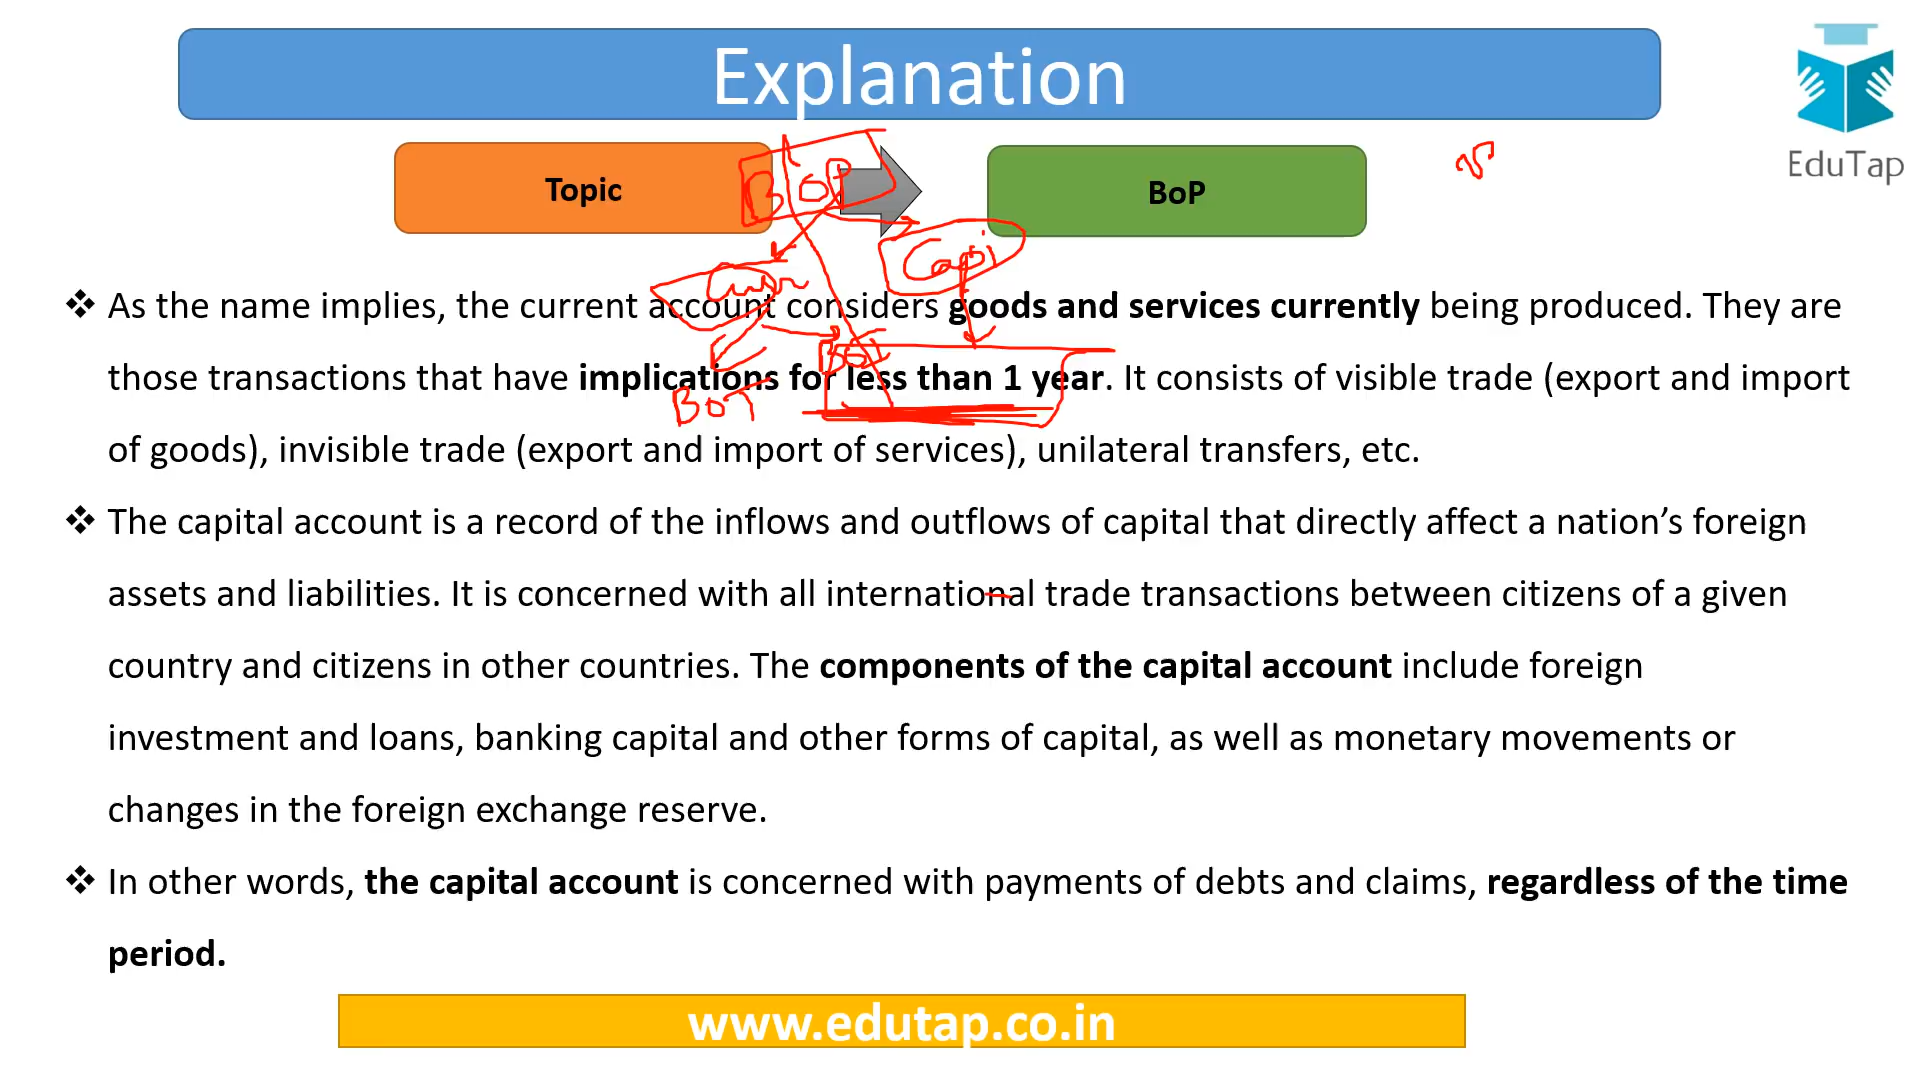 Explanation
EduTap
Topic
BoP
BoP
Capi
❖ As the name implies, the current account considers goods and services currently being produced. They are
those transactions that have implications for less than 1 year. It consists of visible trade (export and import
BoT
of goods), invisible trade (export and import of services), unilateral transfers, etc.
❖ The capital account is a record of the inflows and outflows of capital that directly affect a nation’s foreign
assets and liabilities. It is concerned with all international trade transactions between citizens of a given
country and citizens in other countries. The components of the capital account include foreign
investment and loans, banking capital and other forms of capital, as well as monetary movements or
changes in the foreign exchange reserve.
❖ In other words, the capital account is concerned with payments of debts and claims, regardless of the time
period.
www.edutap.co.in